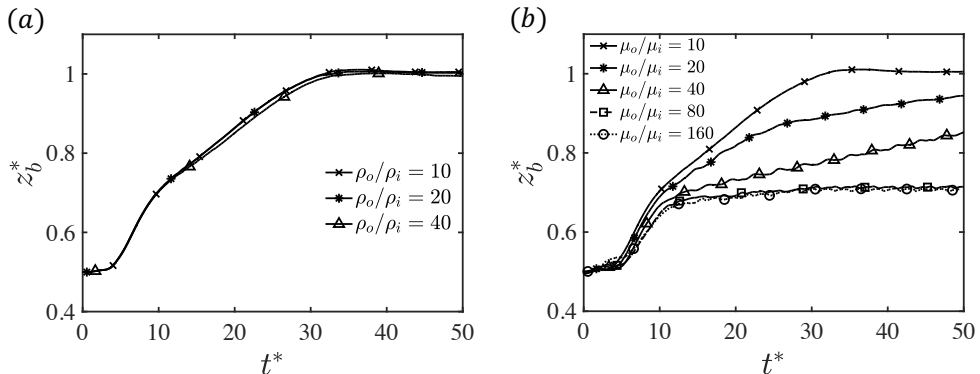 (a)
1
0.8
0.6
0.4
z_b^*
0 10 20 30 40 50
t^*
ρ_o/ρ_i = 10
ρ_o/ρ_i = 20
ρ_o/ρ_i = 40
(b)
1
0.8
0.6
0.4
z_b^*
0 10 20 30 40 50
t^*
μ_o/μ_i = 10
μ_o/μ_i = 20
μ_o/μ_i = 40
μ_o/μ_i = 80
μ_o/μ_i = 160